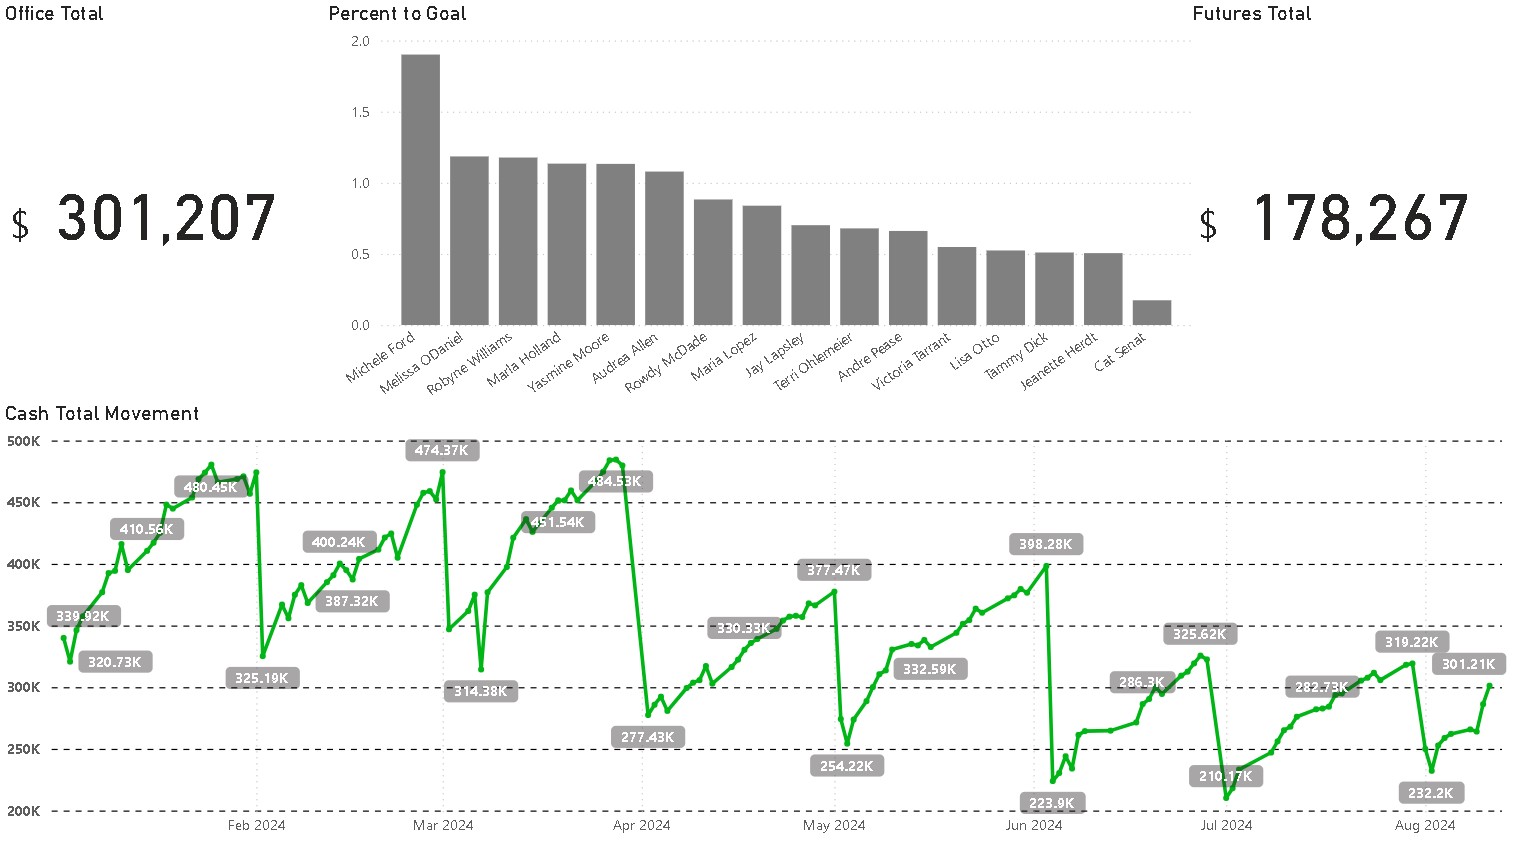 Office Total
Percent to Goal
Futures Total
2.0
1.5
1.0
0.5
0.0
$ 301,207
$ 178,267
Michele Ford
Melissa ODaniel
Robyne Williams
Marla Holland
Yasmine Moore
Audrea Allen
Rowdy McDade
Maria Lopez
Jay Lapsley
Terri Ohlemeier
Andre Pease
Victoria Tarrant
Lisa Otto
Tammy Dick
Jeanette Herdt
Cat Senat
Cash Total Movement
500K
450K
400K
350K
300K
250K
200K
339.92K
320.73K
410.56K
480.45K
325.19K
400.24K
387.32K
474.37K
314.38K
451.54K
484.53K
277.43K
330.33K
377.47K
254.22K
332.59K
398.28K
223.9K
286.3K
325.62K
210.17K
282.73K
319.22K
232.2K
301.21K
Feb 2024
Mar 2024
Apr 2024
May 2024
Jun 2024
Jul 2024
Aug 2024